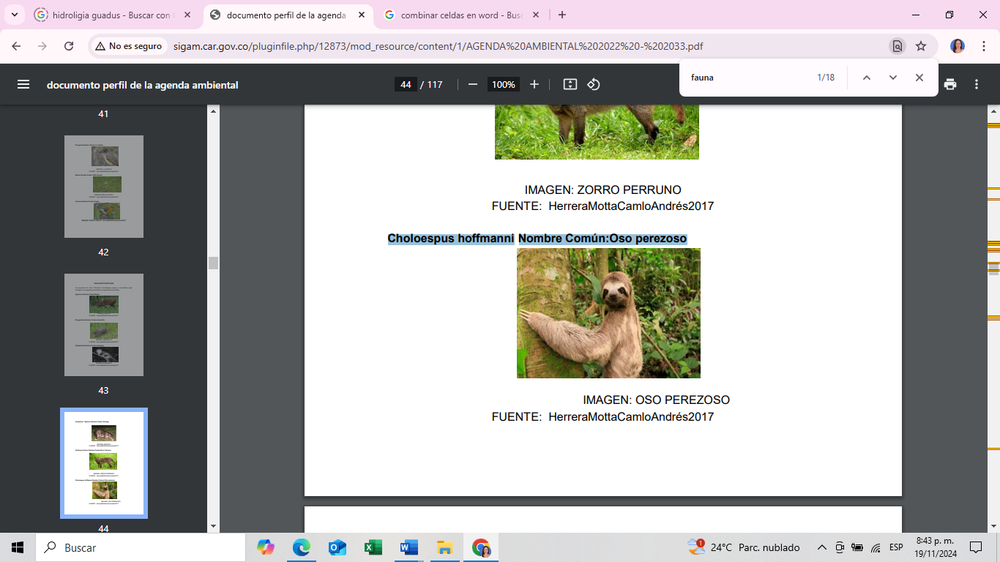 hidroligia guadus - Buscar con
documento perfil de la agenda
combinar celdas en word - Bus
No es seguro
sigam.car.gov.co/pluginfile.php/12873/mod_resource/content/1/AGENDA%20AMBIENTAL%202022%20-%202033.pdf
fauna
1/18
documento perfil de la agenda ambiental
44 / 117
100%
41
42
43
44
IMAGEN: ZORRO PERRUNO
FUENTE: HerreraMottaCamloAndrés2017
Choloespus hoffmanni Nombre Común:Oso perezoso
IMAGEN: OSO PEREZOSO
FUENTE: HerreraMottaCamloAndrés2017
Buscar
24°C Parc. nublado
ESP
8:43 p. m.
19/11/2024
1